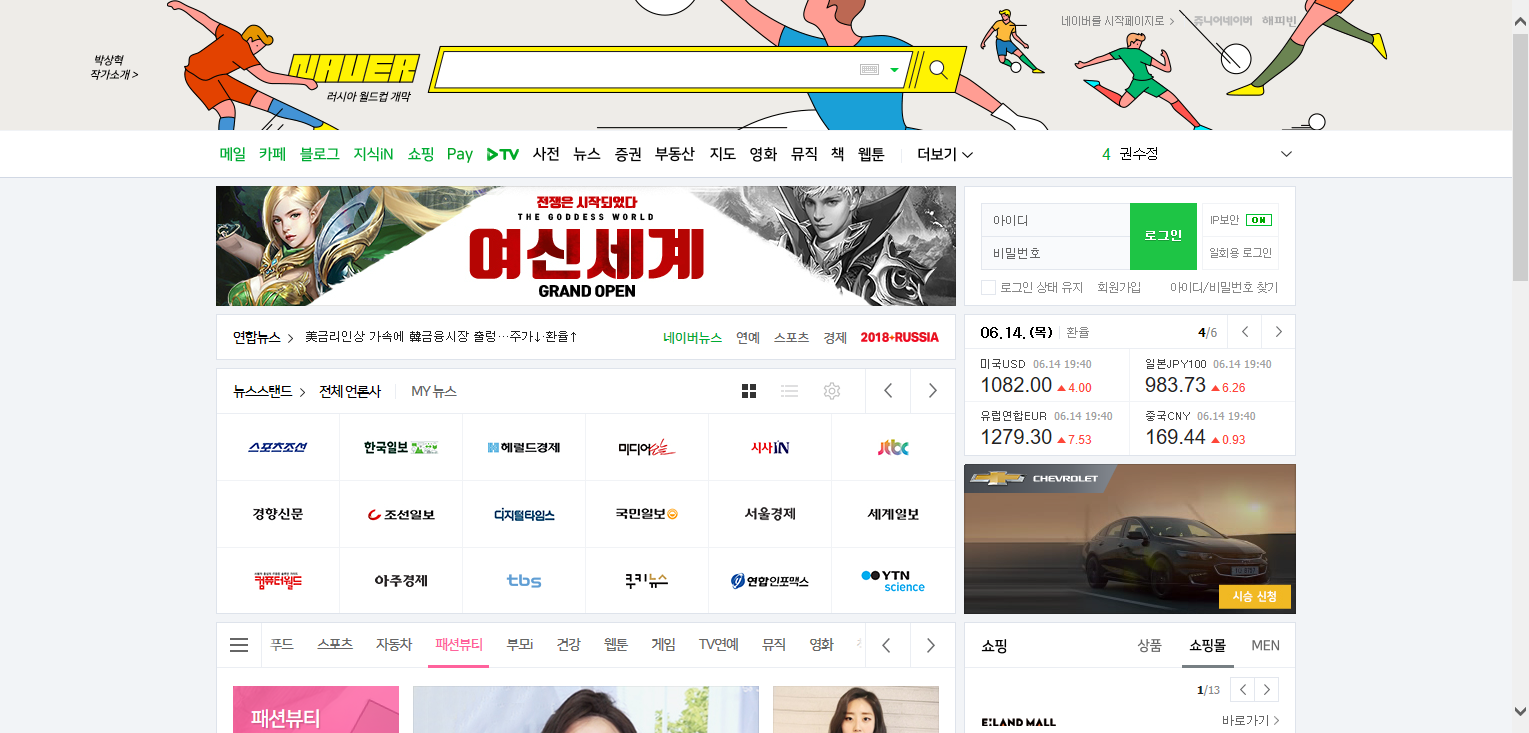 네이버를 시작페이지로 > 쥬니어네이버 해피빈
박상혁
작가소개 >
NAVER
러시아 월드컵 개막
메일 카페 블로그 지식iN 쇼핑 Pay TV 사전 뉴스 증권 부동산 지도 영화 뮤직 책 웹툰 더보기
4 권수정
전쟁은 시작되었다
THE GODDESS WORLD
여신세계
GRAND OPEN
아이디
비밀번호
로그인
IP보안 ON
일회용 로그인
로그인 상태 유지 회원가입 아이디/비밀번호 찾기
연합뉴스 > 美금리인상 가속에 韓금융시장 출렁…주가↓·환율↑
네이버뉴스 연예 스포츠 경제 2018+RUSSIA
06.14.(목) 환율 4/6
미국USD 06.14 19:40
1082.00 ▲4.00
일본JPY100 06.14 19:40
983.73 ▲6.26
유럽연합EUR 06.14 19:40
1279.30 ▲7.53
중국CNY 06.14 19:40
169.44 ▲0.93
뉴스스탠드 > 전체 언론사 MY 뉴스
스포츠조선 한국일보 헤럴드경제 미디어 시사IN jtbc
경향신문 조선일보 디지털타임스 국민일보 서울경제 세계일보
컴퓨터월드 아주경제 tbs 쿠키뉴스 연합인포맥스 YTN science
CHEVROLET
시승 신청
푸드 스포츠 자동차 패션뷰티 부모i 건강 웹툰 게임 TV연예 뮤직 영화
패션뷰티
쇼핑 상품 쇼핑몰 MEN
1/13
E:LAND MALL 바로가기 >